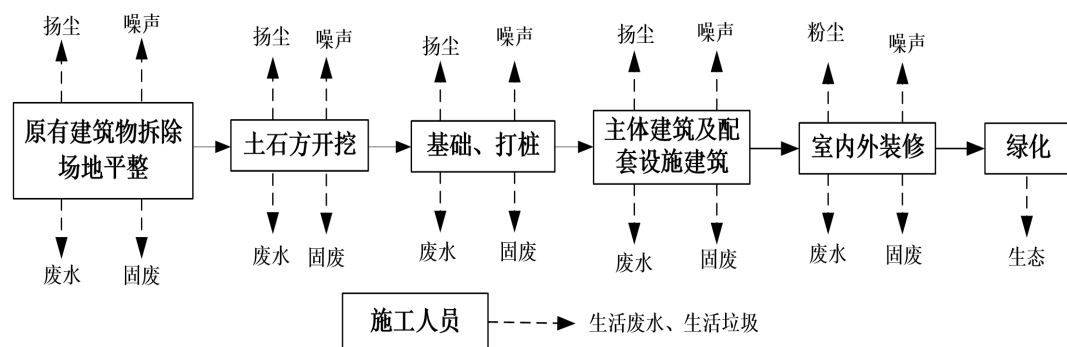 扬尘 噪声 扬尘 噪声 扬尘 噪声 扬尘 噪声 粉尘 噪声
原有建筑物拆除
场地平整
土石方开挖
基础、打桩
主体建筑及配
套设施建筑
室内外装修
绿化
废水 固废 废水 固废 废水 固废 废水 固废 废水 固废 生态
施工人员
生活废水、生活垃圾